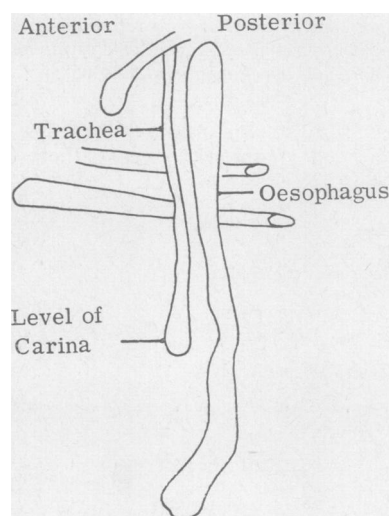 Anterior Posterior
Trachea
Oesophagus
Level of
Carina